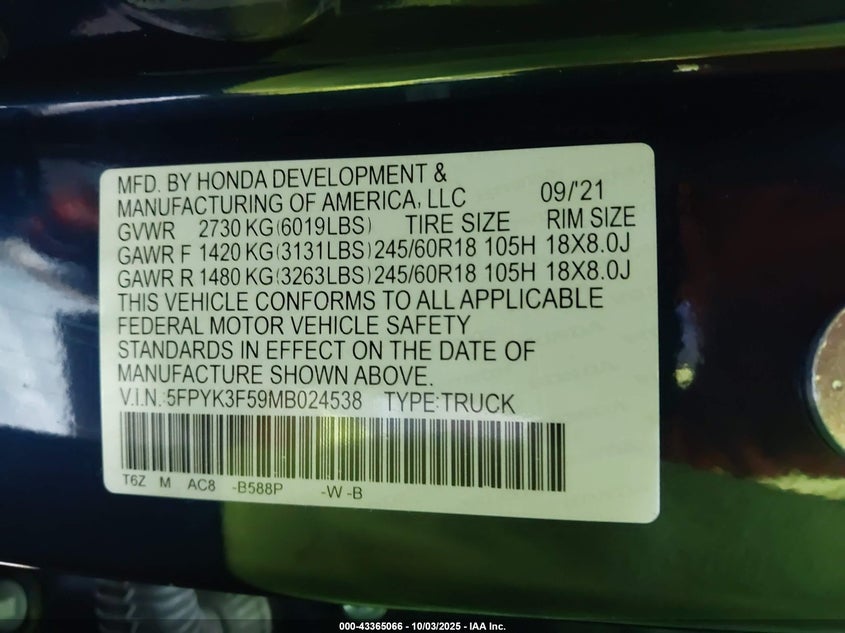 MFD. BY HONDA DEVELOPMENT &
MANUFACTURING OF AMERICA, LLC 09/'21
GVWR 2730 KG(6019LBS) TIRE SIZE RIM SIZE
GAWR F 1420 KG(3131LBS) 245/60R18 105H 18X8.0J
GAWR R 1480 KG(3263LBS) 245/60R18 105H 18X8.0J
THIS VEHICLE CONFORMS TO ALL APPLICABLE
FEDERAL MOTOR VEHICLE SAFETY
STANDARDS IN EFFECT ON THE DATE OF
MANUFACTURE SHOWN ABOVE.
V.I.N.:5FPYK3F59MB024538 TYPE:TRUCK
T6Z M AC8 -B588P -W -B
000-43365066 - 10/03/2025 - IAA Inc.